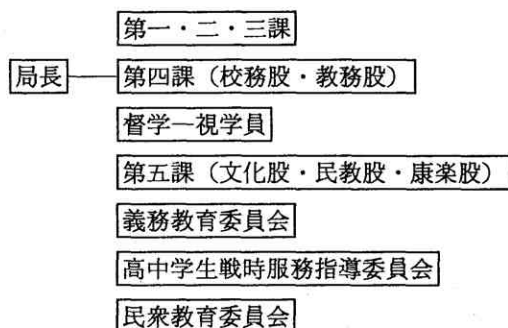 第一・二・三課
局長
第四課（校務股・教務股）
督学―視学員
第五課（文化股・民教股・康楽股）
義務教育委員会
高中学生戦時服務指導委員会
民衆教育委員会